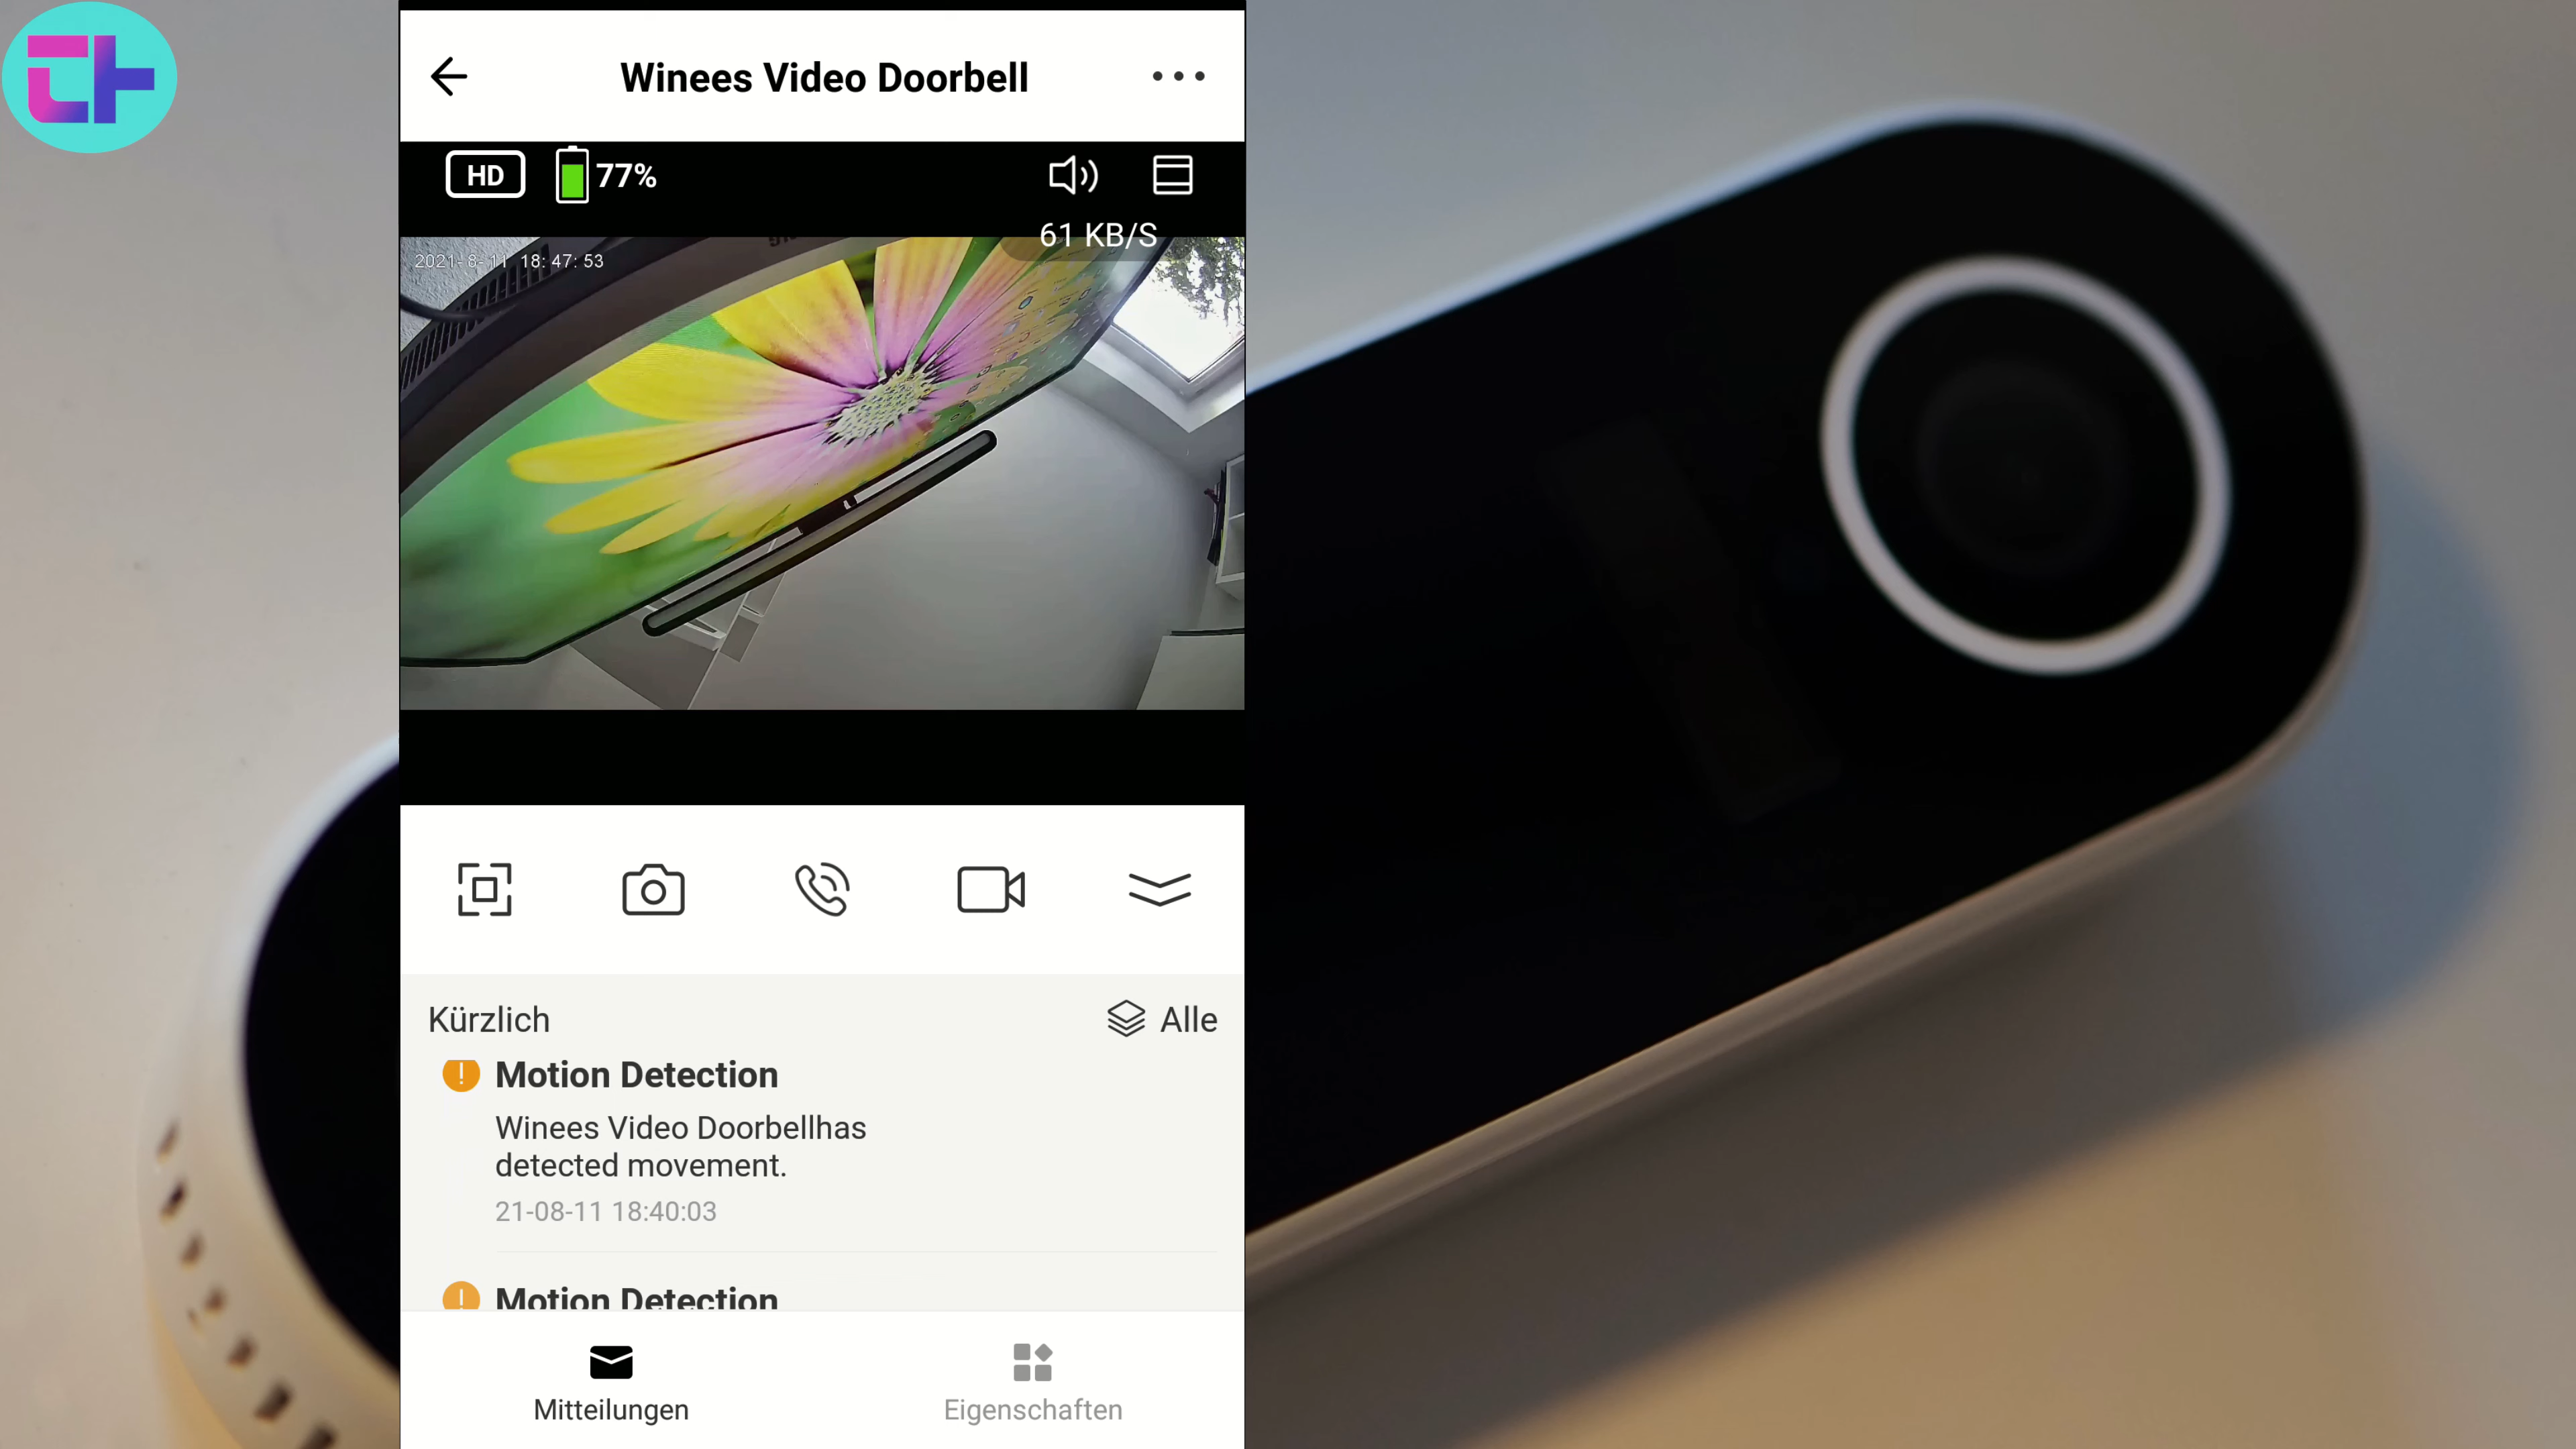 Winees Video Doorbell
HD 77%
61 KB/S
2021-8-11 18:47:53
Kürzlich
Alle
Motion Detection
Winees Video Doorbellhas
detected movement.
21-08-11 18:40:03
Motion Detection
Mitteilungen
Eigenschaften